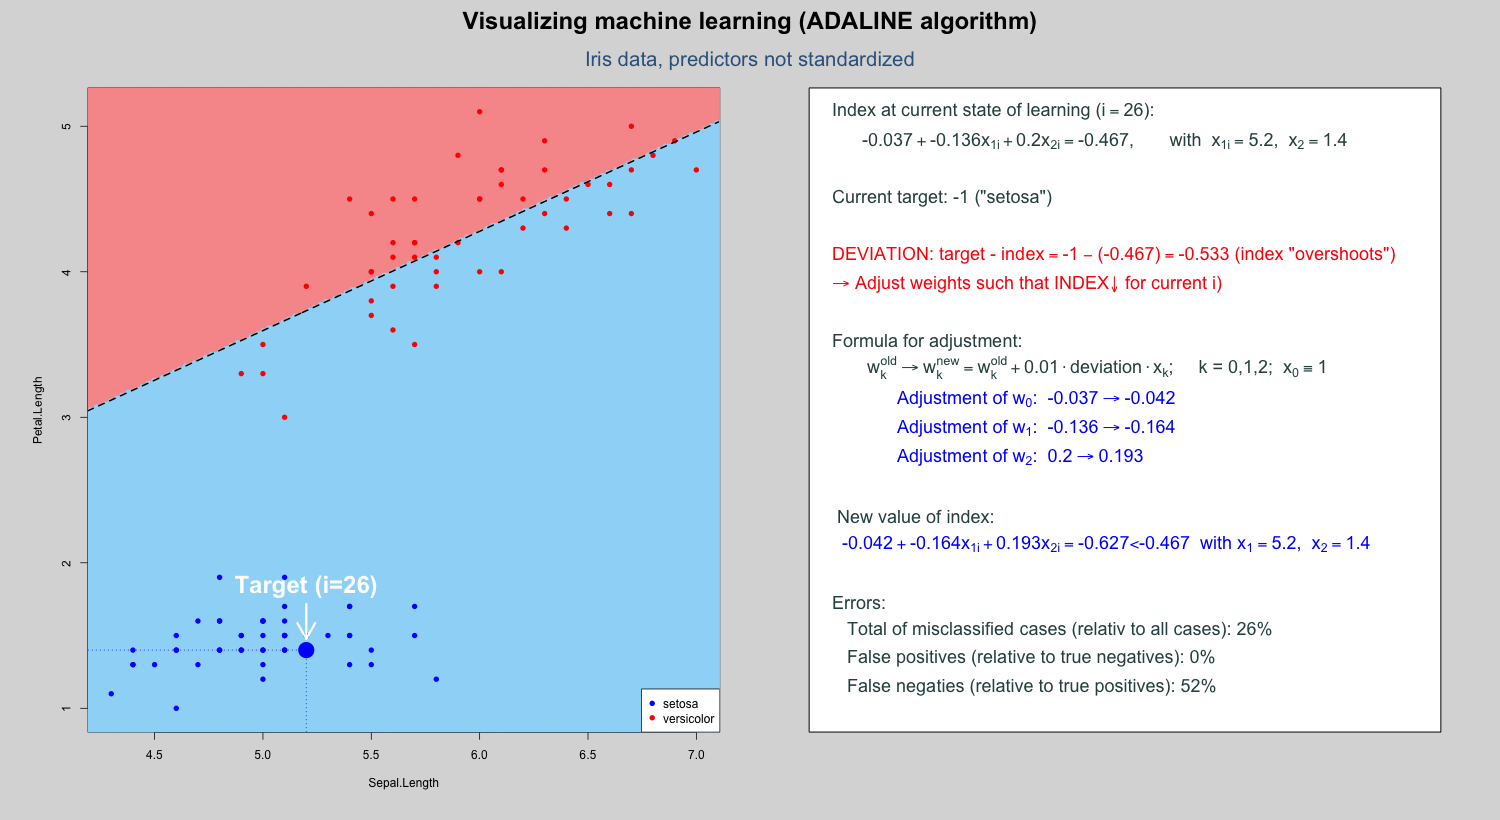 Visualizing machine learning (ADALINE algorithm)
Iris data, predictors not standardized
5
4
3
2
1
Petal.Length
Target (i=26)
setosa
versicolor
4.5 5.0 5.5 6.0 6.5 7.0
Sepal.Length
Index at current state of learning (i = 26):
-0.037 + -0.136x1i + 0.2x2i = -0.467, with x1i = 5.2, x2 = 1.4
Current target: -1 ("setosa")
DEVIATION: target - index = -1 − (-0.467) = -0.533 (index "overshoots")
→ Adjust weights such that INDEX↓ for current i)
Formula for adjustment:
wkold → wknew = wkold + 0.01 · deviation · xk; k = 0,1,2; x0 ≡ 1
Adjustment of w0: -0.037 → -0.042
Adjustment of w1: -0.136 → -0.164
Adjustment of w2: 0.2 → 0.193
New value of index:
-0.042 + -0.164x1i + 0.193x2i = -0.627<-0.467 with x1 = 5.2, x2 = 1.4
Errors:
Total of misclassified cases (relativ to all cases): 26%
False positives (relative to true negatives): 0%
False negaties (relative to true positives): 52%